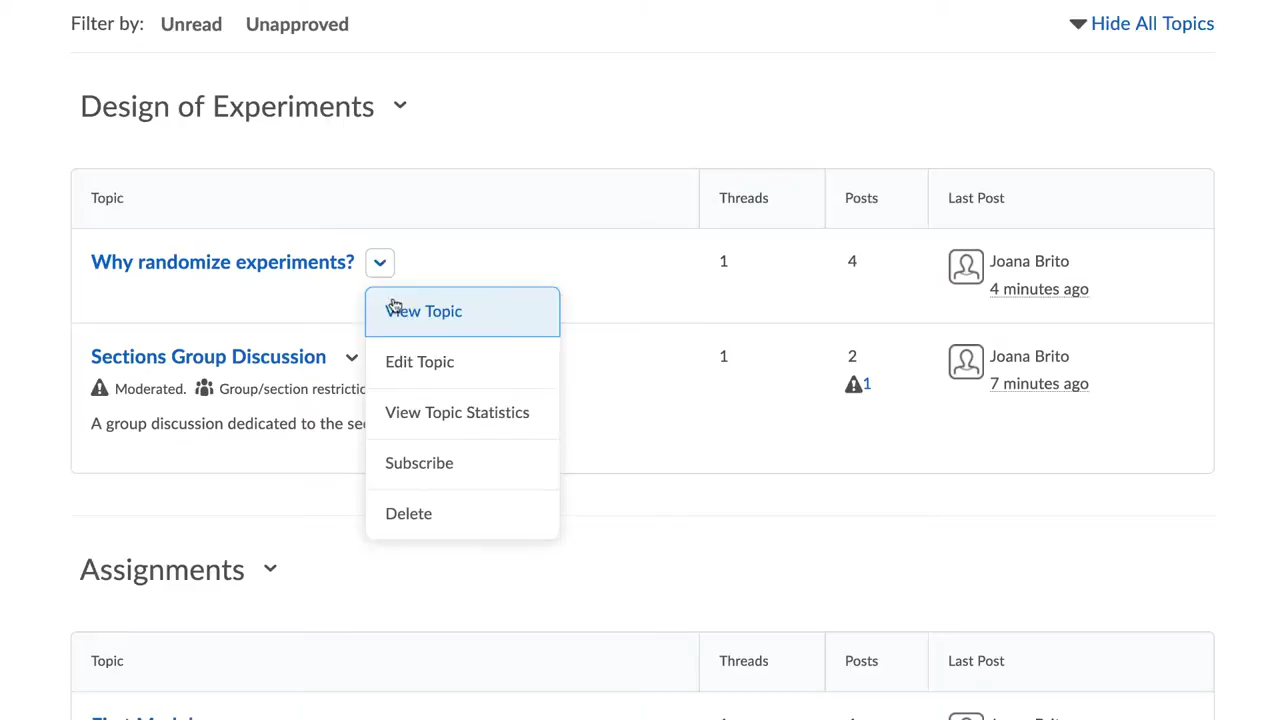 Filter by: Unread Unapproved Hide All Topics
Design of Experiments
Topic Threads Posts Last Post
Why randomize experiments? 1 4 Joana Brito
4 minutes ago
View Topic
Edit Topic
View Topic Statistics
Subscribe
Delete
Sections Group Discussion 1 2 Joana Brito
1 7 minutes ago
Moderated. Group/section
A group discussion dedicated to the
Assignments
Topic Threads Posts Last Post